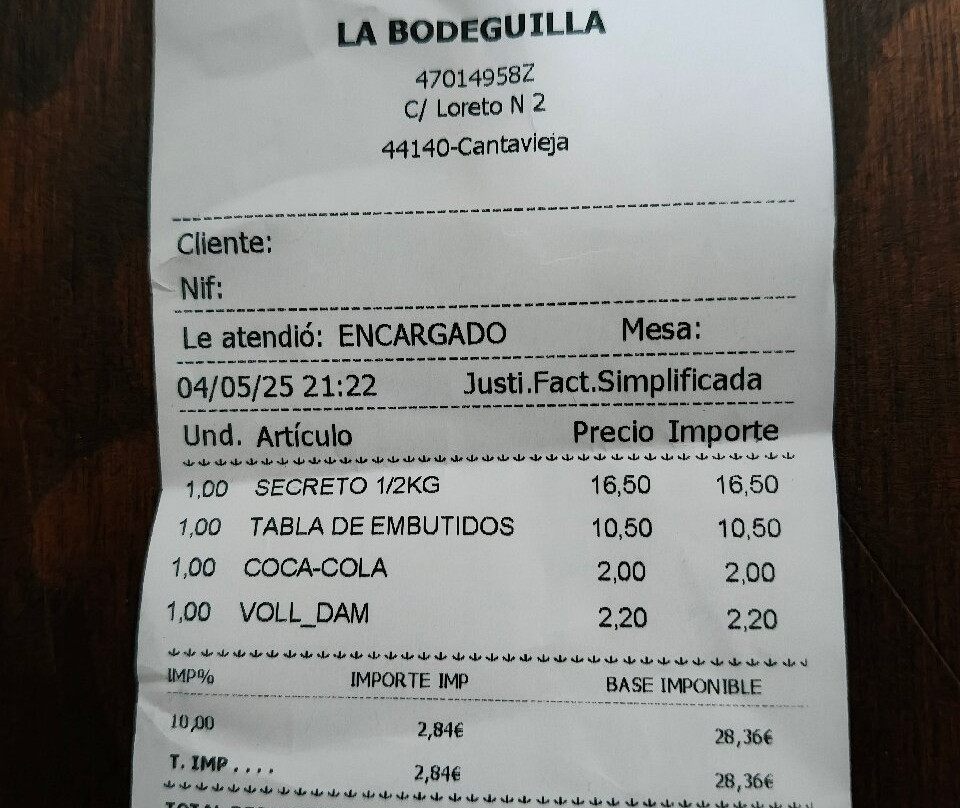 LA BODEGUILLA
47014958Z
C/ Loreto N 2
44140-Cantavieja
Cliente:
Nif:
Le atendió: ENCARGADO Mesa:
04/05/25 21:22 Justi.Fact.Simplificada
Und. Artículo Precio Importe
1,00 SECRETO 1/2KG 16,50 16,50
1,00 TABLA DE EMBUTIDOS 10,50 10,50
1,00 COCA-COLA 2,00 2,00
1,00 VOLL_DAM 2,20 2,20
IMP% IMPORTE IMP BASE IMPONIBLE
10,00 2,84€ 28,36€
T. IMP . . . . 2,84€ 28,36€